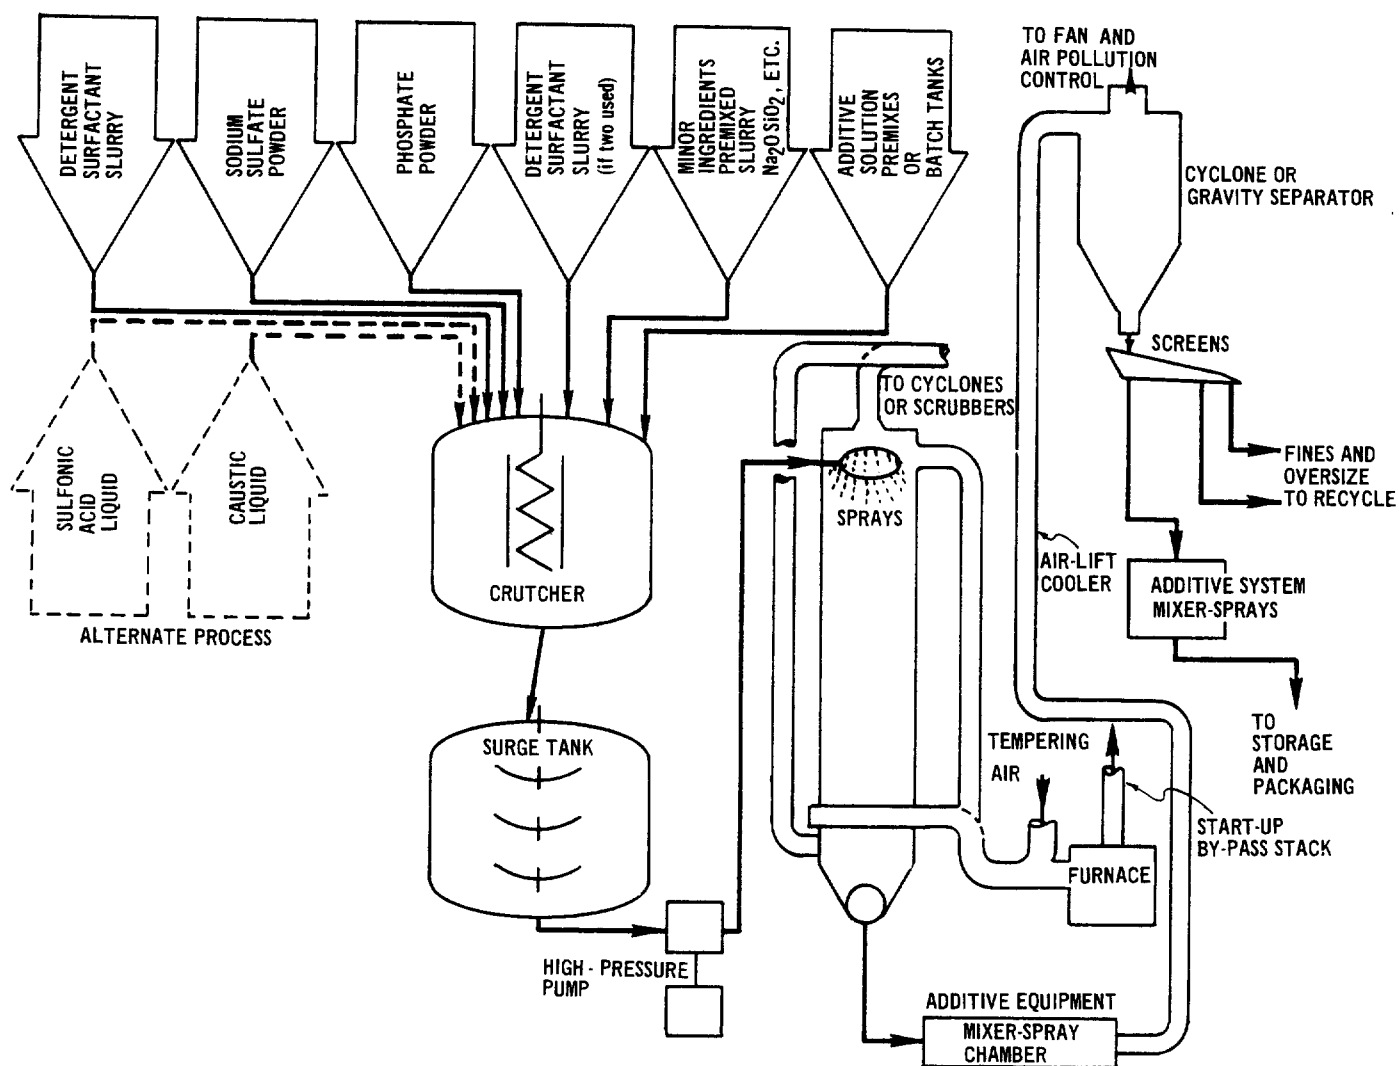 DETERGENT
SURFACTANT
SLURRY
SODIUM
SULFATE
POWDER
PHOSPHATE
POWDER
DETERGENT
SURFACTANT
SLURRY
(if two used)
MINOR
INGREDIENTS
PREMIXED
SLURRY
Na2OSiO2, ETC.
ADDITIVE
SOLUTION
PREMIXES
OR
BATCH TANKS
TO FAN AND
AIR POLLUTION
CONTROL
CYCLONE OR
GRAVITY SEPARATOR
SCREENS
TO CYCLONES
OR SCRUBBERS
FINES AND
OVERSIZE
TO RECYCLE
SULFONIC
ACID
LIQUID
CAUSTIC
LIQUID
ALTERNATE PROCESS
CRUTCHER
SPRAYS
AIR-LIFT
COOLER
ADDITIVE SYSTEM
MIXER-SPRAYS
SURGE TANK
TEMPERING
AIR
TO
STORAGE
AND
PACKAGING
START-UP
BY-PASS STACK
FURNACE
HIGH - PRESSURE
PUMP
ADDITIVE EQUIPMENT
MIXER-SPRAY
CHAMBER